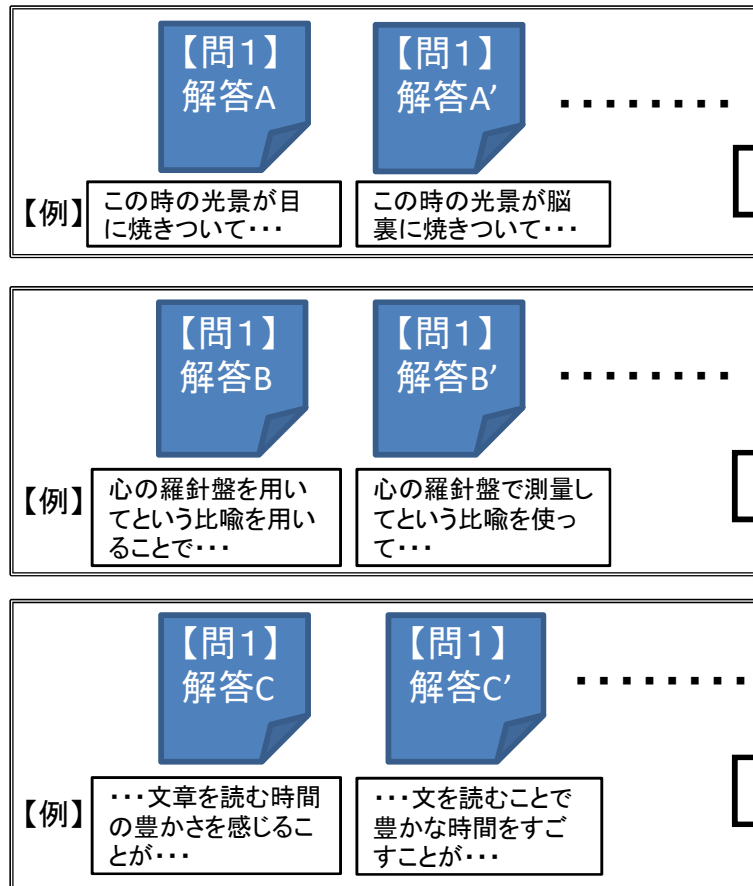 【問1】
解答A
【問1】
解答A’
・・・・・・・・
【例】
この時の光景が目
に焼きついて・・・
この時の光景が脳
裏に焼きついて・・・
【問1】
解答B
【問1】
解答B’
・・・・・・・・
【例】
心の羅針盤を用い
てという比喩を用い
ることで・・・
心の羅針盤で測量し
てという比喩を使っ
て・・・
【問1】
解答C
【問1】
解答C’
・・・・・・・・
【例】
・・・文章を読む時間
の豊かさを感じるこ
とが・・・
・・・文を読むことで
豊かな時間をすご
すことが・・・